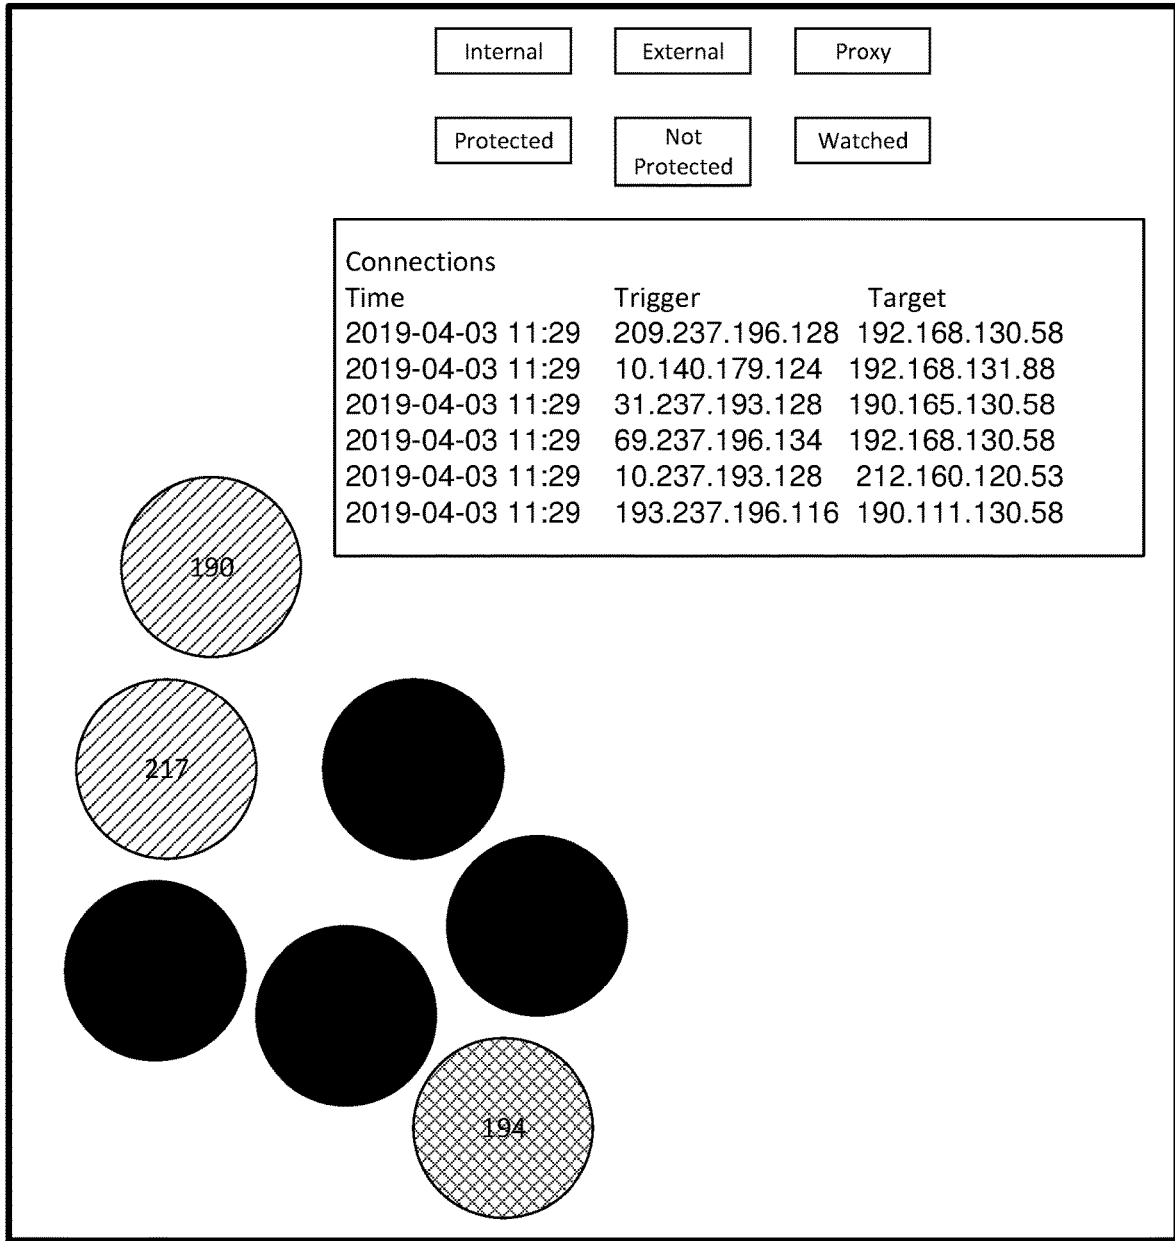 Internal External Proxy
Protected Not Protected Watched
Connections
Time Trigger Target
2019-04-03 11:29 209.237.196.128 192.168.130.58
2019-04-03 11:29 10.140.179.124 192.168.131.88
2019-04-03 11:29 31.237.193.128 190.165.130.58
2019-04-03 11:29 69.237.196.134 192.168.130.58
2019-04-03 11:29 10.237.193.128 212.160.120.53
2019-04-03 11:29 193.237.196.116 190.111.130.58
190
217
194